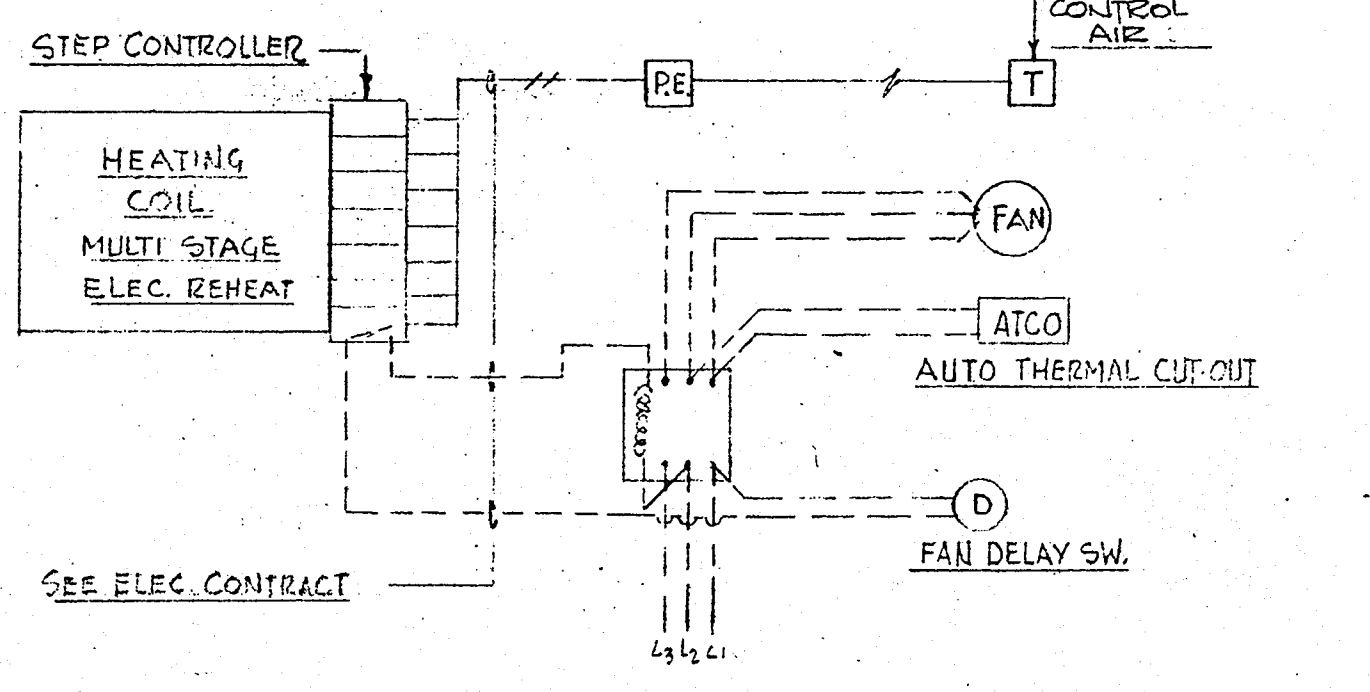 CONTROL
AIR
STEP CONTROLLER
P.E.
T
HEATING
COIL.
MULTI STAGE
ELEC. REHEAT
FAN
ATCO
AUTO THERMAL CUT-OUT
D
FAN DELAY SW.
SEE ELEC. CONTRACT
L3 L2 L1